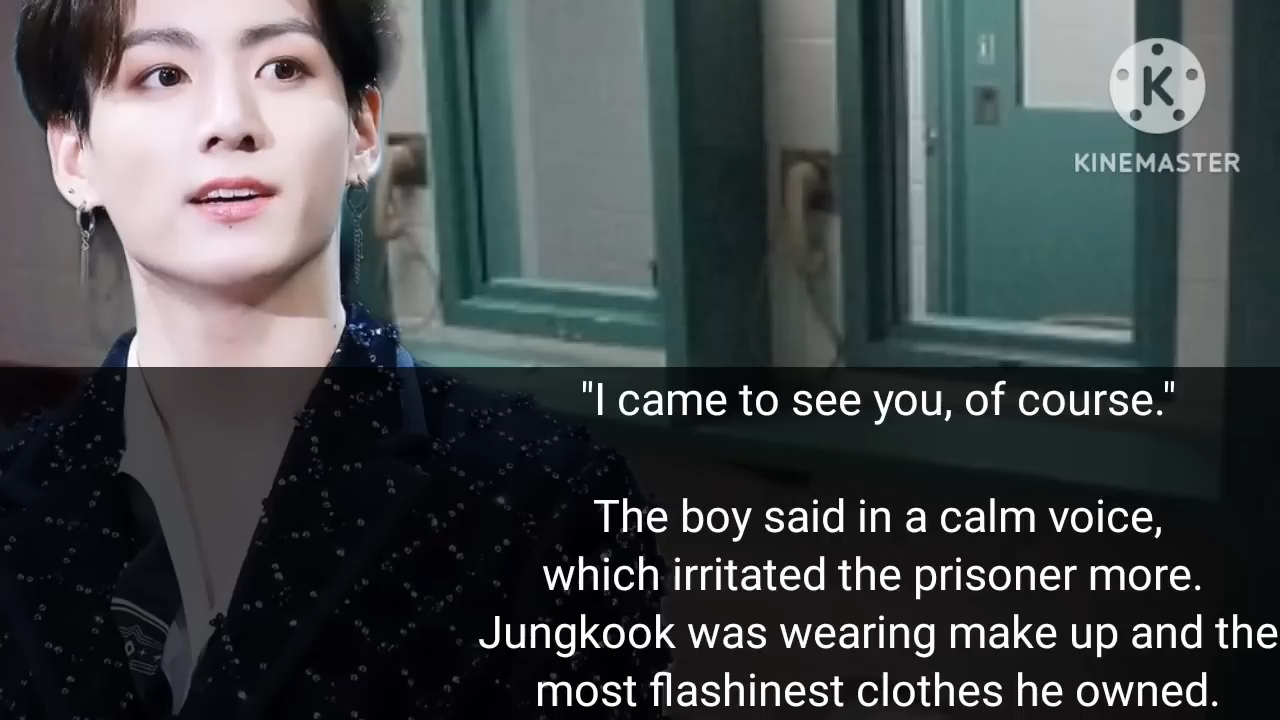 K
KINEMASTER
"I came to see you, of course."
The boy said in a calm voice,
which irritated the prisoner more.
Jungkook was wearing make up and the
most flashinest clothes he owned.